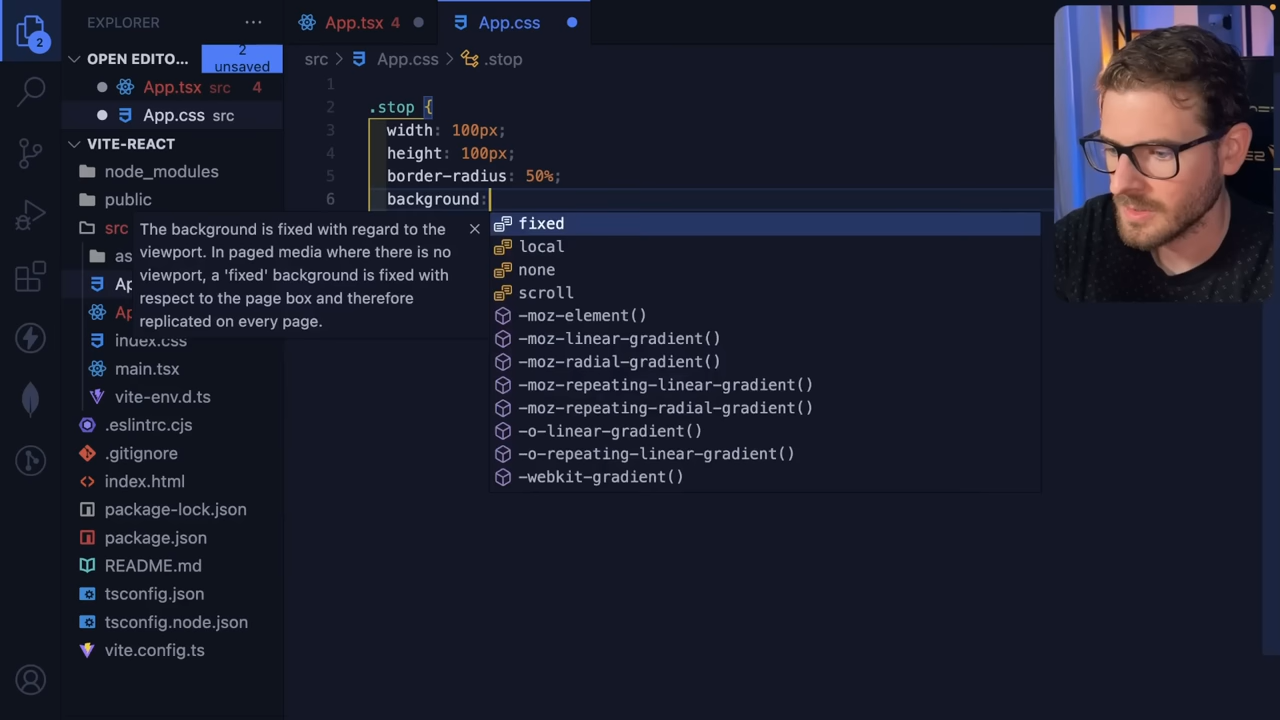 EXPLORER
App.tsx 4
App.css
2
OPEN EDITO...
2
unsaved
App.tsx src 4
App.css src
VITE-REACT
node_modules
public
src
as
Ap
Ap
index.css
main.tsx
vite-env.d.ts
.eslintrc.cjs
.gitignore
index.html
package-lock.json
package.json
README.md
tsconfig.json
tsconfig.node.json
vite.config.ts
src > App.css > .stop
1
2 .stop {
3 width: 100px;
4 height: 100px;
5 border-radius: 50%;
6 background:
The background is fixed with regard to the
viewport. In paged media where there is no
viewport, a 'fixed' background is fixed with
respect to the page box and therefore
replicated on every page.
fixed
local
none
scroll
-moz-element()
-moz-linear-gradient()
-moz-radial-gradient()
-moz-repeating-linear-gradient()
-moz-repeating-radial-gradient()
-o-linear-gradient()
-o-repeating-linear-gradient()
-webkit-gradient()